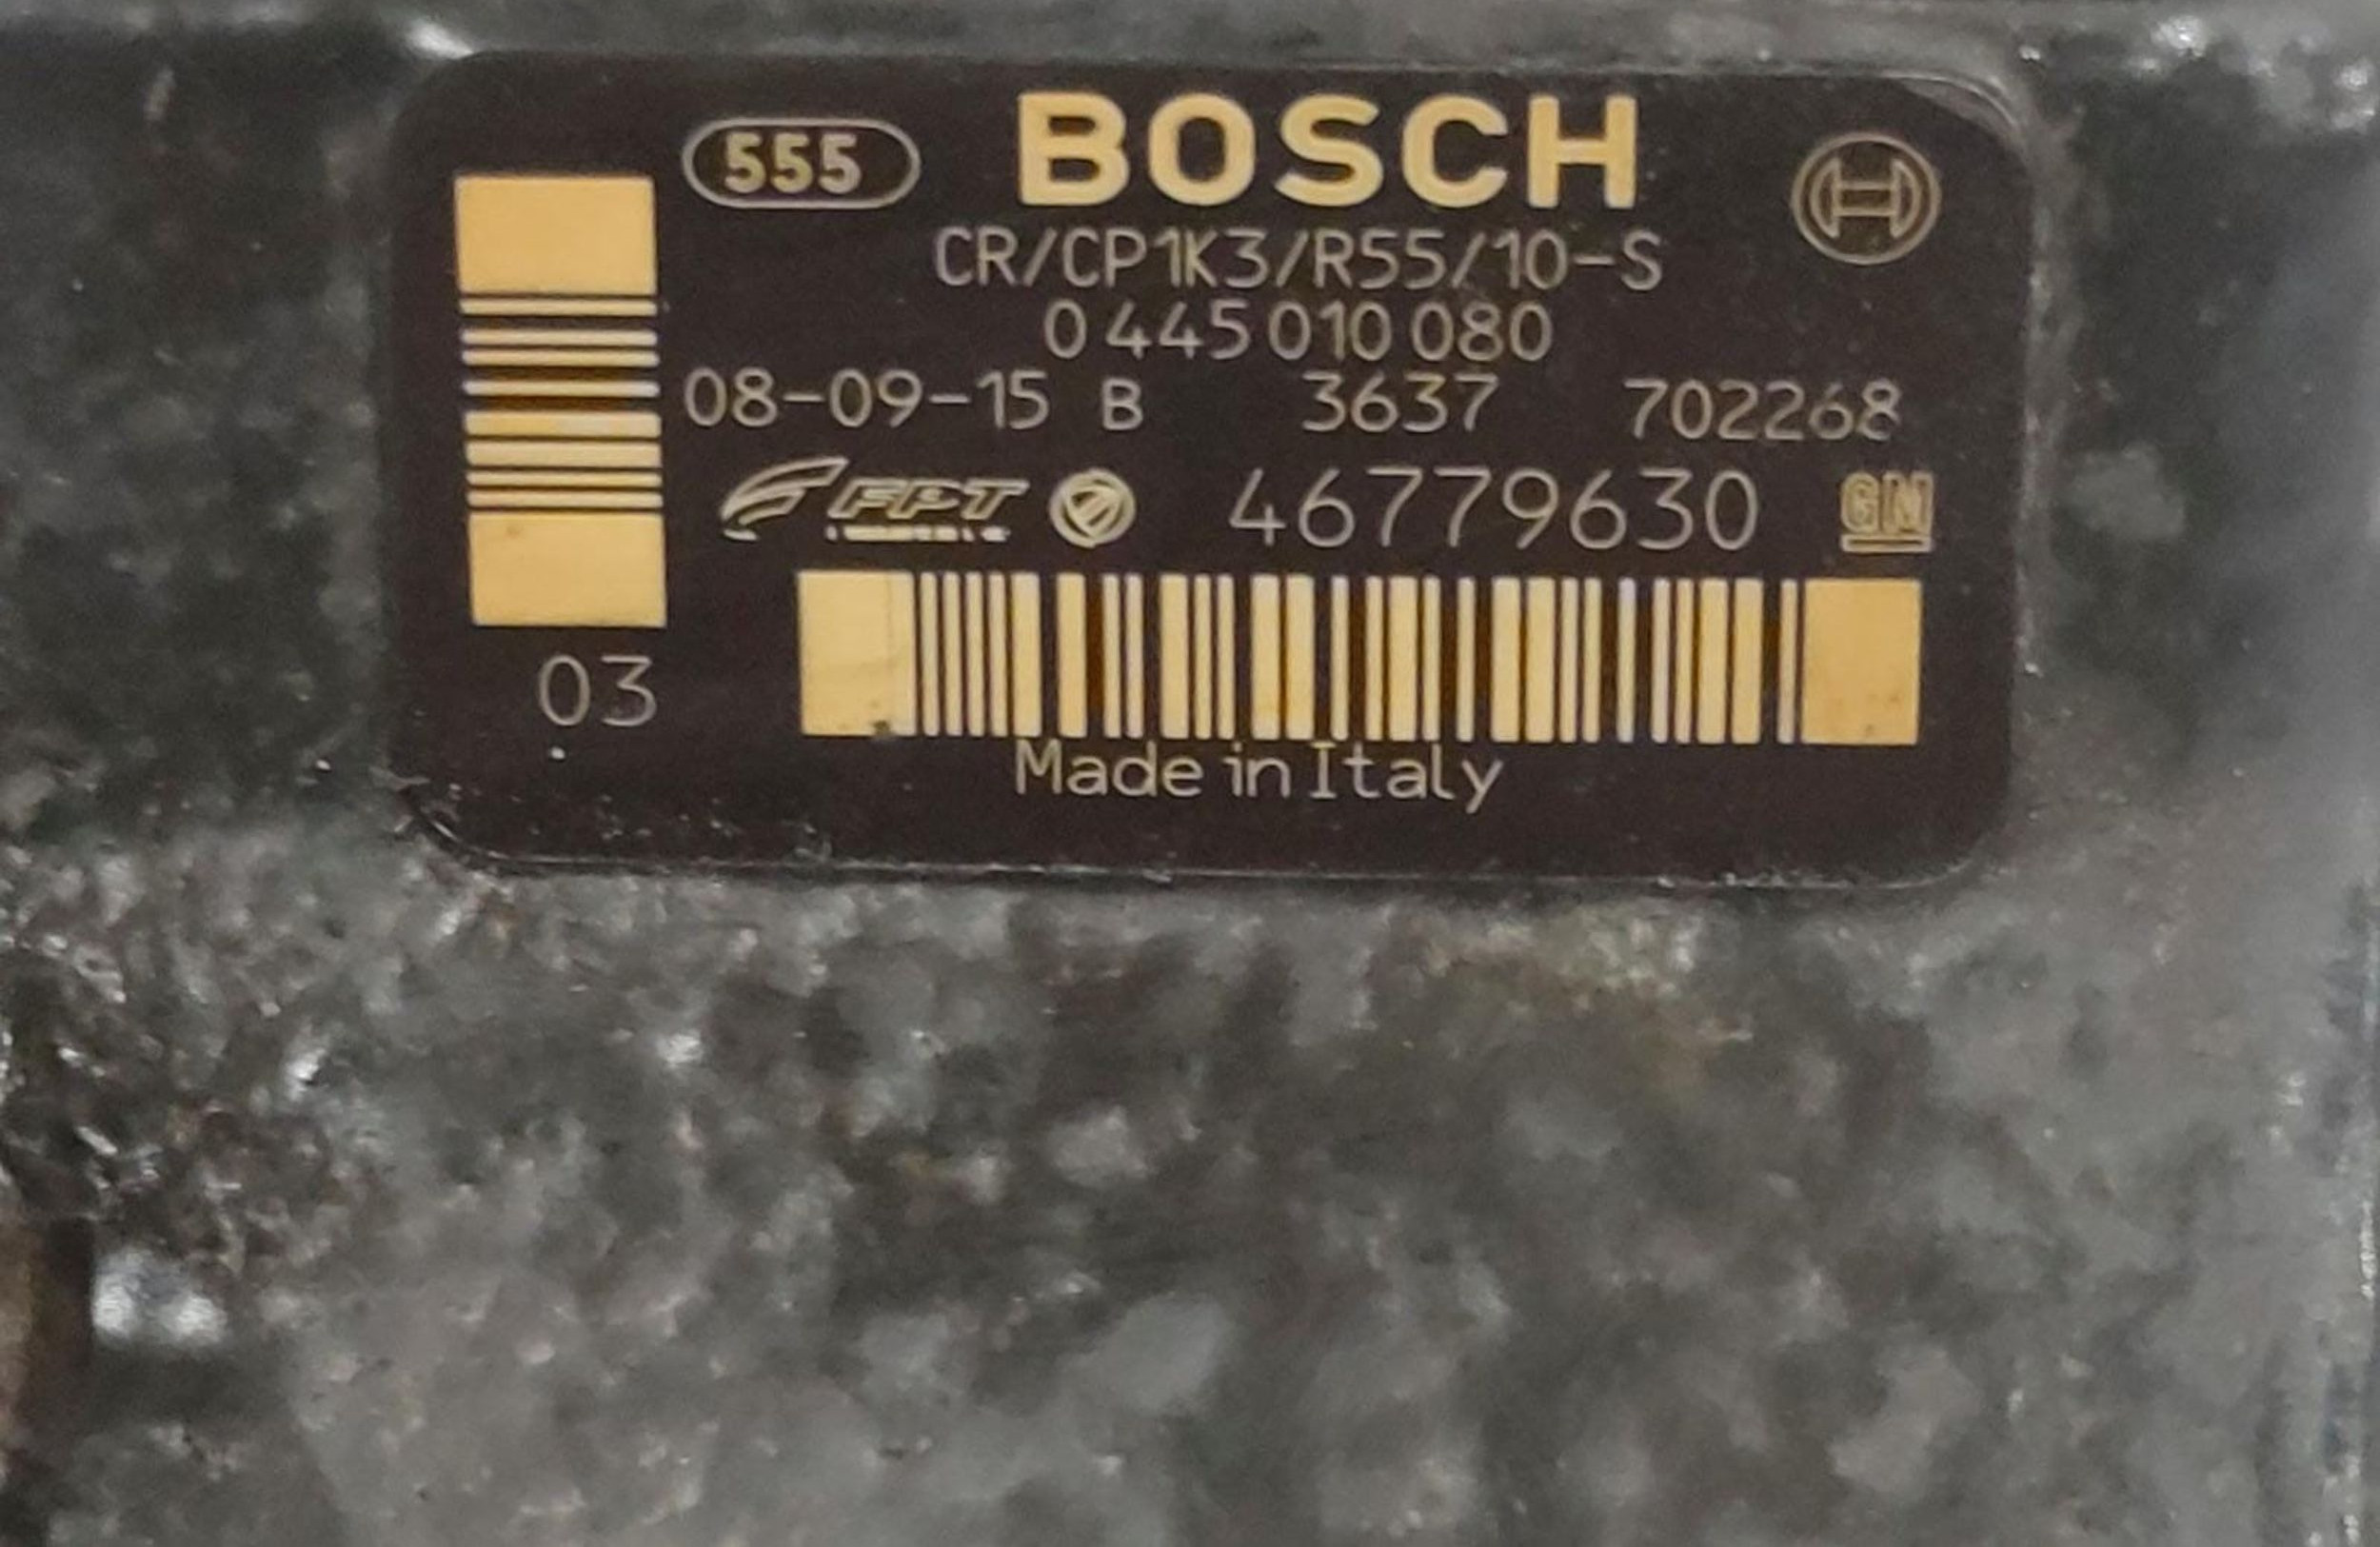 555 BOSCH
CR/CP1K3/R55/10-S
0 445 010 080
08-09-15 B 3637 702268
FPT 46779630 GM
03
Made in Italy